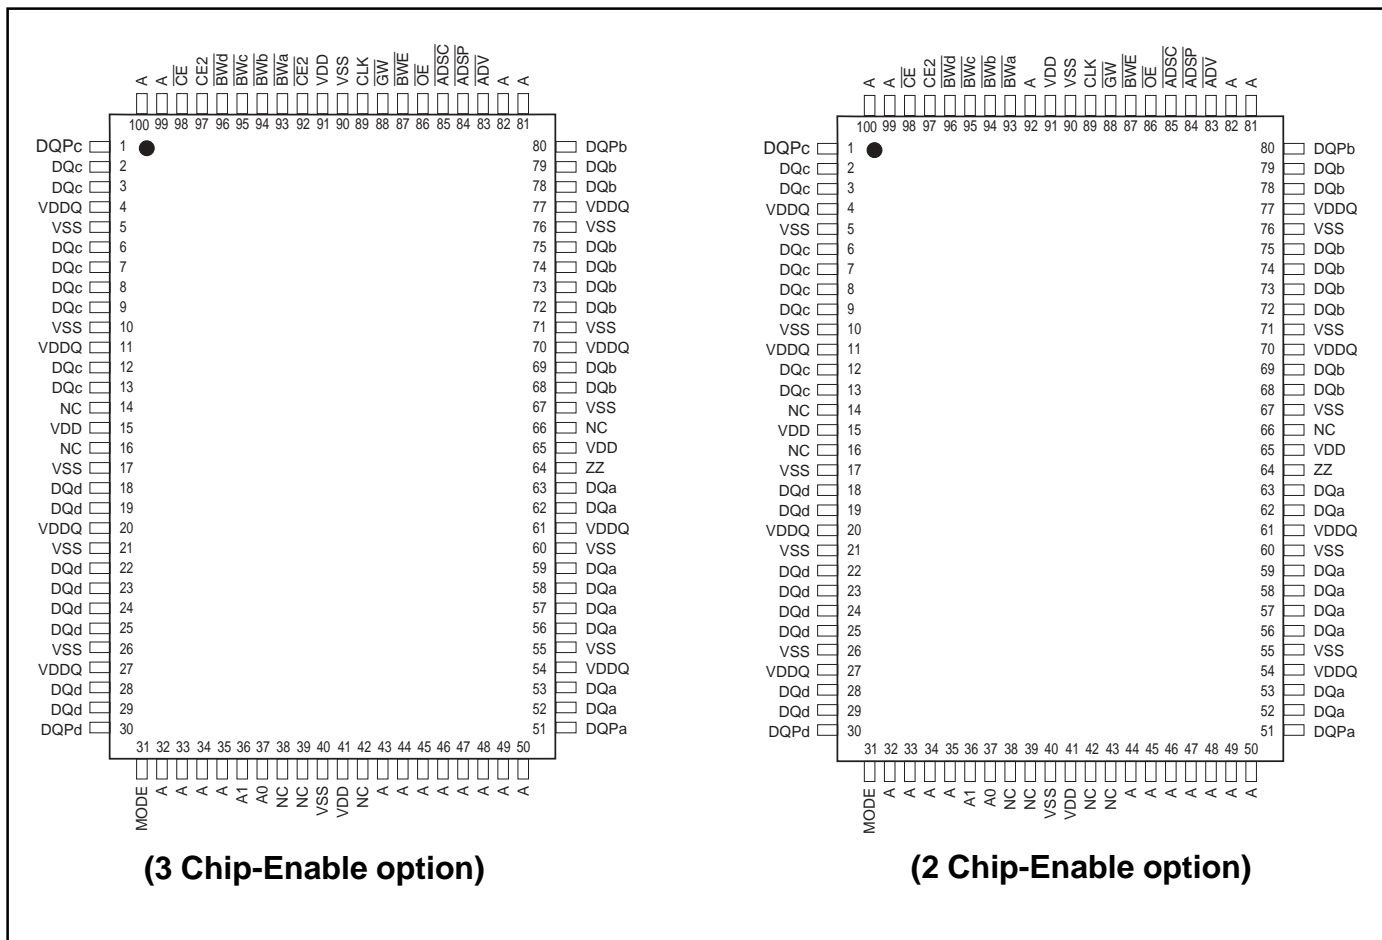 A A CE CE2 BWd BWc BWb BWa CE2 VDD VSS CLK GW BWE OE ADSC ADSP ADV A A
100 99 98 97 96 95 94 93 92 91 90 89 88 87 86 85 84 83 82 81
DQPc 1 80 DQPb
DQc 2 79 DQb
DQc 3 78 DQb
VDDQ 4 77 VDDQ
VSS 5 76 VSS
DQc 6 75 DQb
DQc 7 74 DQb
DQc 8 73 DQb
DQc 9 72 DQb
VSS 10 71 VSS
VDDQ 11 70 VDDQ
DQc 12 69 DQb
DQc 13 68 DQb
NC 14 67 VSS
VDD 15 66 NC
NC 16 65 VDD
VSS 17 64 ZZ
DQd 18 63 DQa
DQd 19 62 DQa
VDDQ 20 61 VDDQ
VSS 21 60 VSS
DQd 22 59 DQa
DQd 23 58 DQa
DQd 24 57 DQa
DQd 25 56 DQa
VSS 26 55 VSS
VDDQ 27 54 VDDQ
DQd 28 53 DQa
DQd 29 52 DQa
DQPd 30 51 DQPa
31 32 33 34 35 36 37 38 39 40 41 42 43 44 45 46 47 48 49 50
MODE A A A A A1 A0 NC NC VSS VDD NC A A A A A A A A
(3 Chip-Enable option)
A A CE CE2 BWd BWc BWb BWa A VDD VSS CLK GW BWE OE ADSC ADSP ADV A A
100 99 98 97 96 95 94 93 92 91 90 89 88 87 86 85 84 83 82 81
DQPc 1 80 DQPb
DQc 2 79 DQb
DQc 3 78 DQb
VDDQ 4 77 VDDQ
VSS 5 76 VSS
DQc 6 75 DQb
DQc 7 74 DQb
DQc 8 73 DQb
DQc 9 72 DQb
VSS 10 71 VSS
VDDQ 11 70 VDDQ
DQc 12 69 DQb
DQc 13 68 DQb
NC 14 67 VSS
VDD 15 66 NC
NC 16 65 VDD
VSS 17 64 ZZ
DQd 18 63 DQa
DQd 19 62 DQa
VDDQ 20 61 VDDQ
VSS 21 60 VSS
DQd 22 59 DQa
DQd 23 58 DQa
DQd 24 57 DQa
DQd 25 56 DQa
VSS 26 55 VSS
VDDQ 27 54 VDDQ
DQd 28 53 DQa
DQd 29 52 DQa
DQPd 30 51 DQPa
31 32 33 34 35 36 37 38 39 40 41 42 43 44 45 46 47 48 49 50
MODE A A A A A1 A0 NC NC VSS VDD NC NC A A A A A A A
(2 Chip-Enable option)